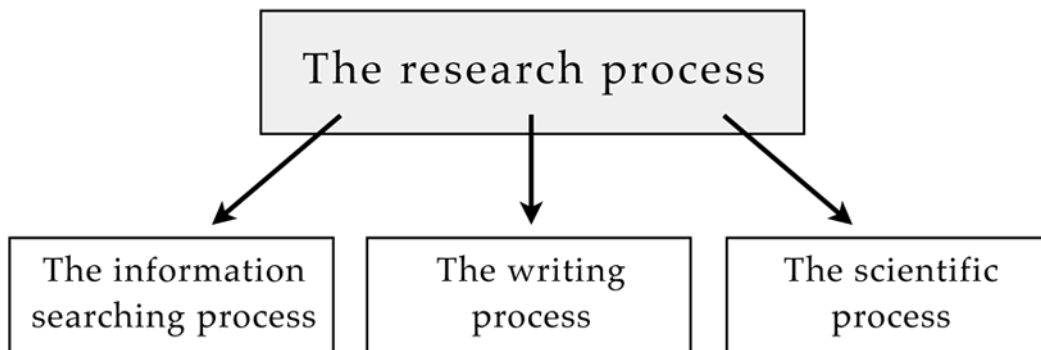 The research process
The information
searching process
The writing
process
The scientific
process